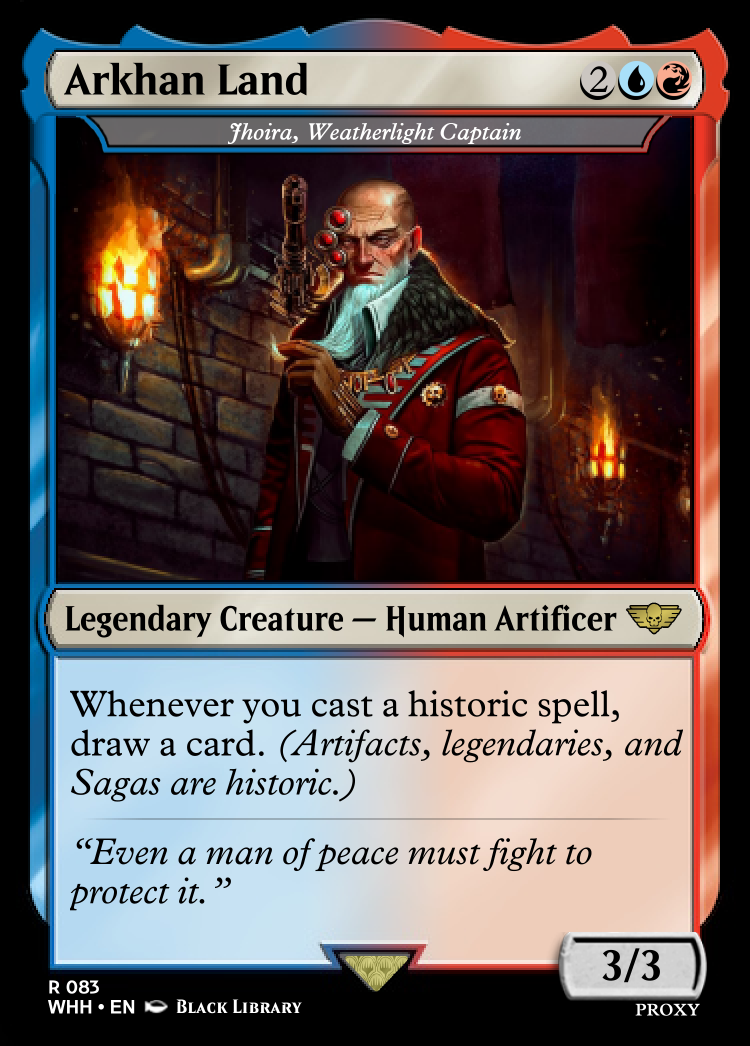 Arkhan Land 2
Jhoira, Weatherlight Captain
Legendary Creature — Human Artificer
Whenever you cast a historic spell,
draw a card. (Artifacts, legendaries, and
Sagas are historic.)
“Even a man of peace must fight to
protect it.”
3/3
R 083
WHH • EN BLACK LIBRARY
PROXY